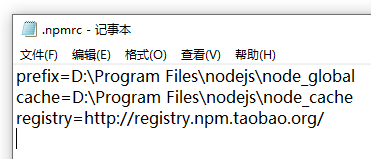 .npmrc - 记事本
文件(F) 编辑(E) 格式(O) 查看(V) 帮助(H)
prefix=D:\Program Files\nodejs\node_global
cache=D:\Program Files\nodejs\node_cache
registry=http://registry.npm.taobao.org/